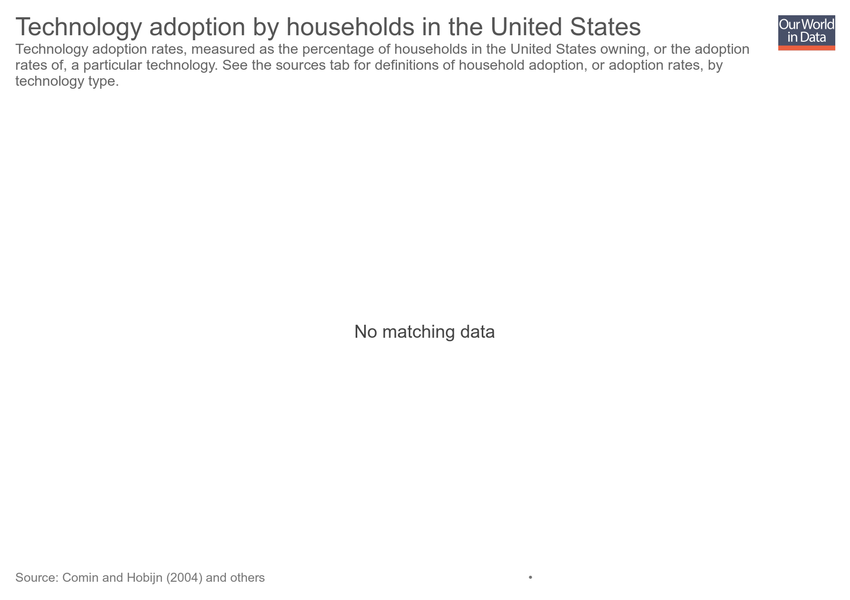 Technology adoption by households in the United States
Our World
in Data
Technology adoption rates, measured as the percentage of households in the United States owning, or the adoption
rates of, a particular technology. See the sources tab for definitions of household adoption, or adoption rates, by
technology type.
No matching data
Source: Comin and Hobijn (2004) and others
•